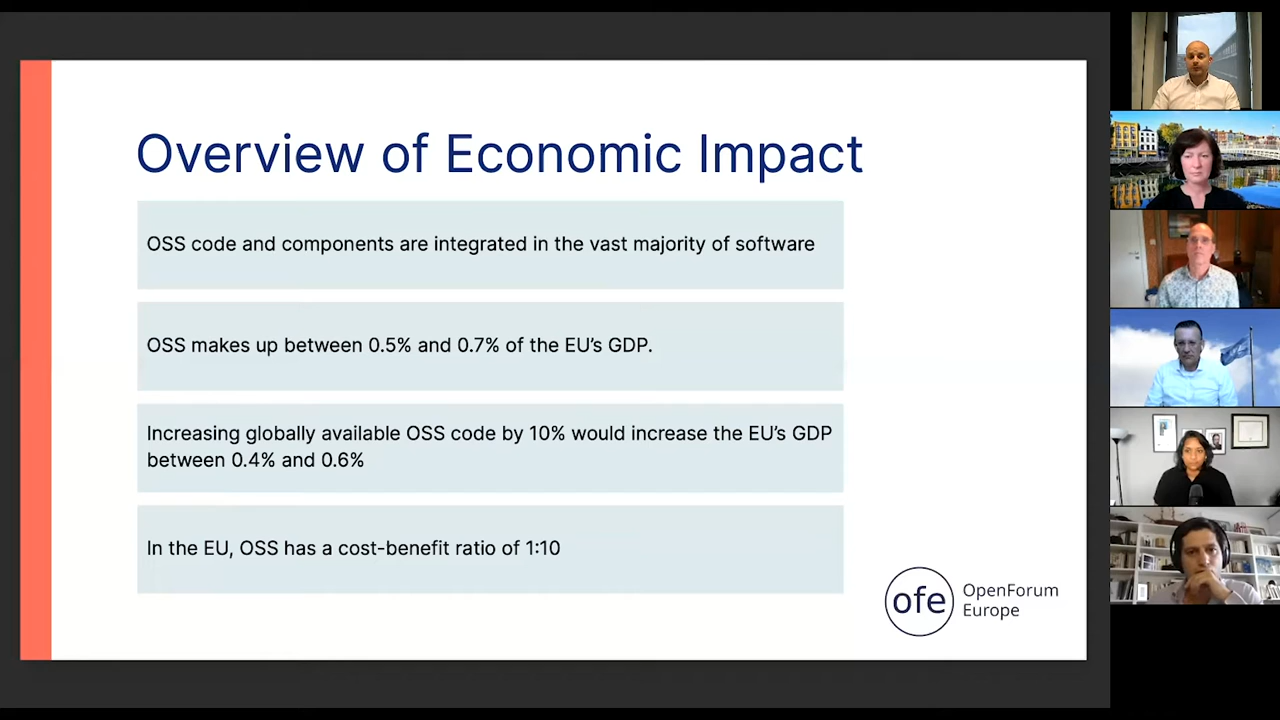 Overview of Economic Impact
OSS code and components are integrated in the vast majority of software
OSS makes up between 0.5% and 0.7% of the EU's GDP.
Increasing globally available OSS code by 10% would increase the EU's GDP
between 0.4% and 0.6%
In the EU, OSS has a cost-benefit ratio of 1:10
ofe
OpenForum
Europe